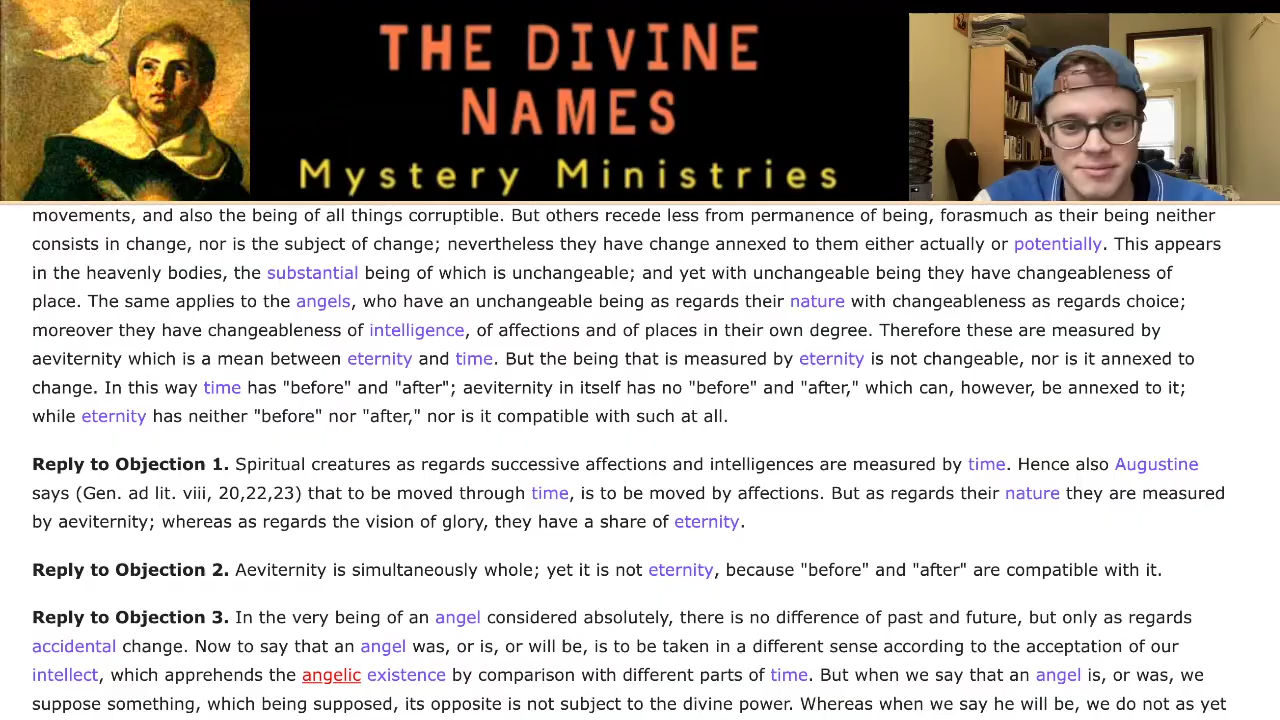 THE DIVINE
NAMES
Mystery Ministries
movements, and also the being of all things corruptible. But others recede less from permanence of being, forasmuch as their being neither
consists in change, nor is the subject of change; nevertheless they have change annexed to them either actually or potentially. This appears
in the heavenly bodies, the substantial being of which is unchangeable; and yet with unchangeable being they have changeableness of
place. The same applies to the angels, who have an unchangeable being as regards their nature with changeableness as regards choice;
moreover they have changeableness of intelligence, of affections and of places in their own degree. Therefore these are measured by
aeviternity which is a mean between eternity and time. But the being that is measured by eternity is not changeable, nor is it annexed to
change. In this way time has "before" and "after"; aeviternity in itself has no "before" and "after," which can, however, be annexed to it;
while eternity has neither "before" nor "after," nor is it compatible with such at all.
Reply to Objection 1. Spiritual creatures as regards successive affections and intelligences are measured by time. Hence also Augustine
says (Gen. ad lit. viii, 20,22,23) that to be moved through time, is to be moved by affections. But as regards their nature they are measured
by aeviternity; whereas as regards the vision of glory, they have a share of eternity.
Reply to Objection 2. Aeviternity is simultaneously whole; yet it is not eternity, because "before" and "after" are compatible with it.
Reply to Objection 3. In the very being of an angel considered absolutely, there is no difference of past and future, but only as regards
accidental change. Now to say that an angel was, or is, or will be, is to be taken in a different sense according to the acceptation of our
intellect, which apprehends the angelic existence by comparison with different parts of time. But when we say that an angel is, or was, we
suppose something, which being supposed, its opposite is not subject to the divine power. Whereas when we say he will be, we do not as yet